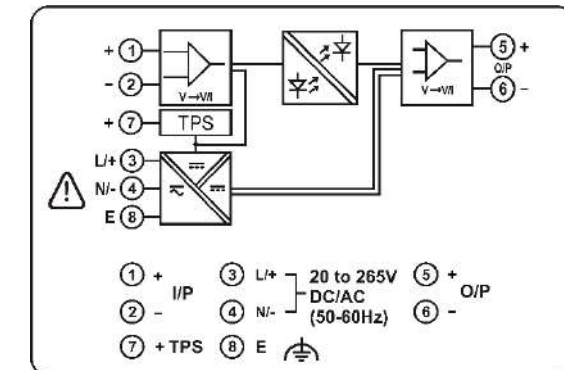 + 1
- 2
V→V/I
+ 7 TPS
L/+ 3
N/- 4
E 8
5 +
O/P
6 -
V→V/I
1 + 3 L/+ 20 to 265V 5 +
I/P DC/AC O/P
2 - 4 N/- (50-60Hz) 6 -
7 + TPS 8 E